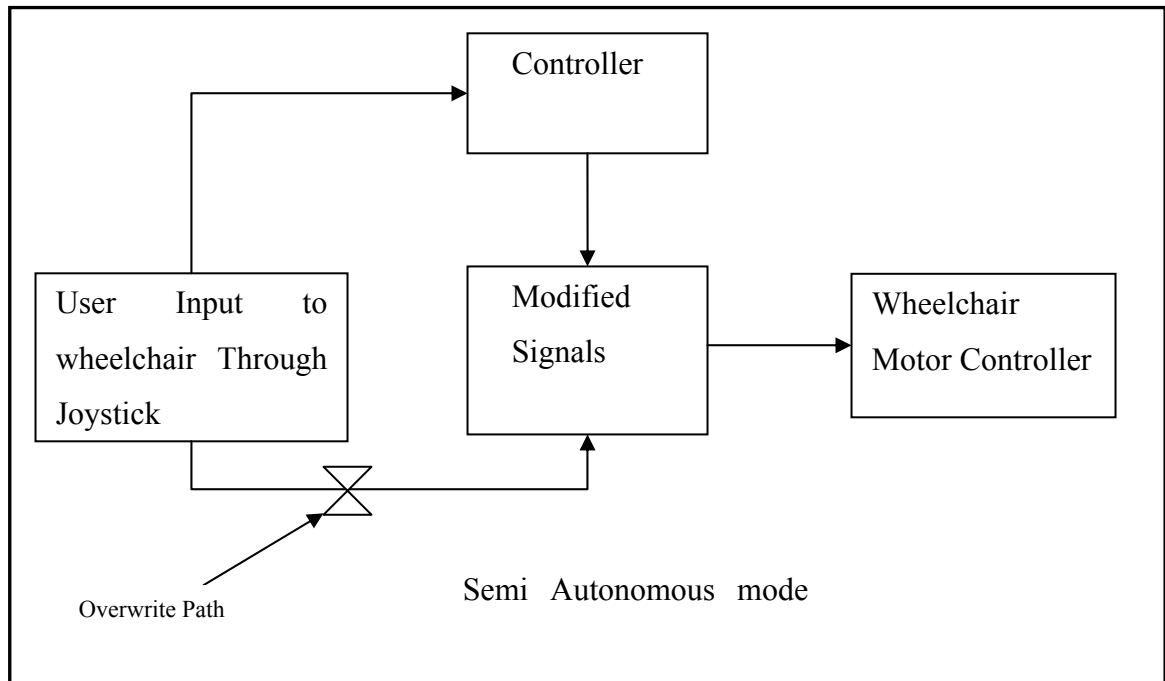 Controller
User Input to
wheelchair Through
Joystick
Modified
Signals
Wheelchair
Motor Controller
Overwrite Path
Semi Autonomous mode